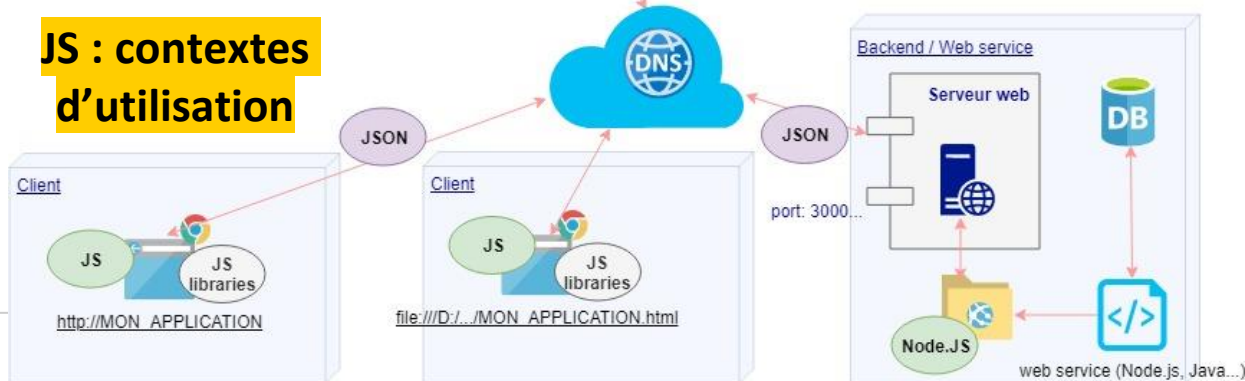 JS : contextes
d'utilisation
DNS
JSON
JSON
Client
JS
JS
libraries
http://MON_APPLICATION
Client
JS
JS
libraries
file:///D:/.../MON_APPLICATION.html
Backend / Web service
Serveur web
port: 3000...
DB
Node.JS
</>
web service (Node.js, Java...)